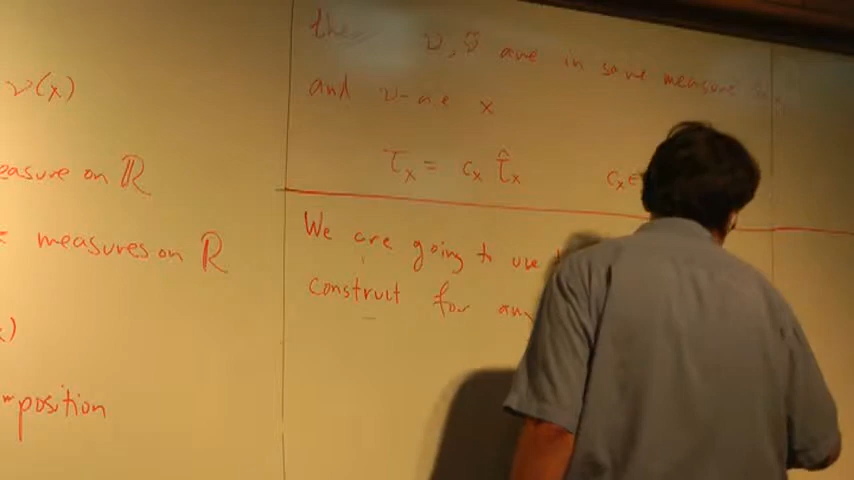 ν(x)
easure on ℝ
measures on ℝ
)
position
the ν, ν̂ are in same measure
and ν-a.e x
τₓ = cₓ τ̂ₓ cₓ ∈
We are going to use
construct for any